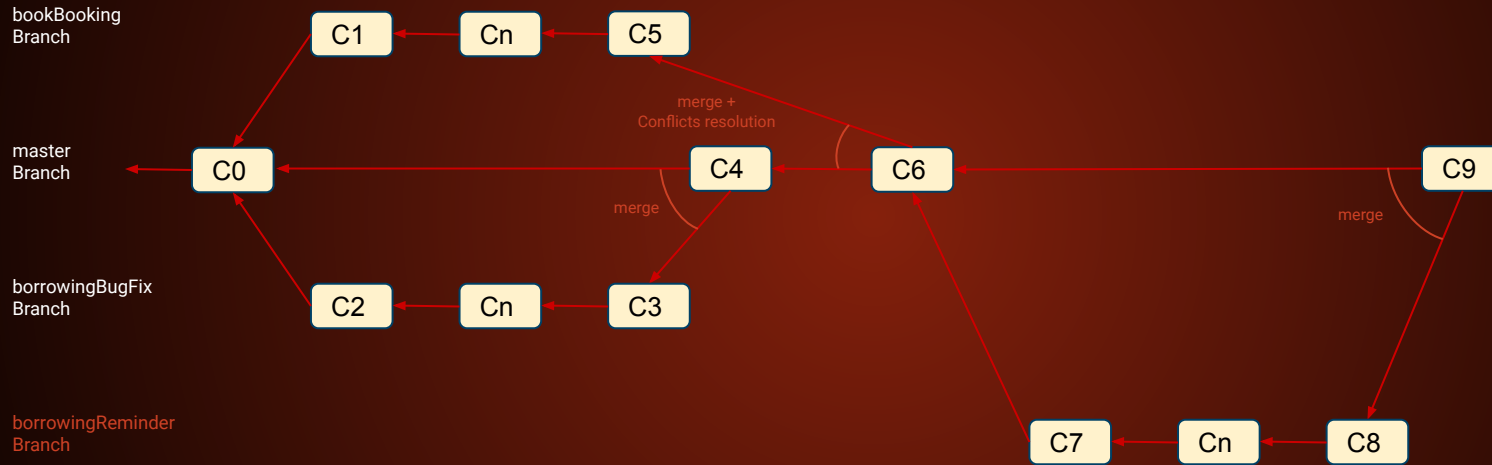 bookBooking
Branch
C1
Cn
C5
merge +
Conflicts resolution
master
Branch
C0
C4
C6
C9
merge
merge
borrowingBugFix
Branch
C2
Cn
C3
borrowingReminder
Branch
C7
Cn
C8